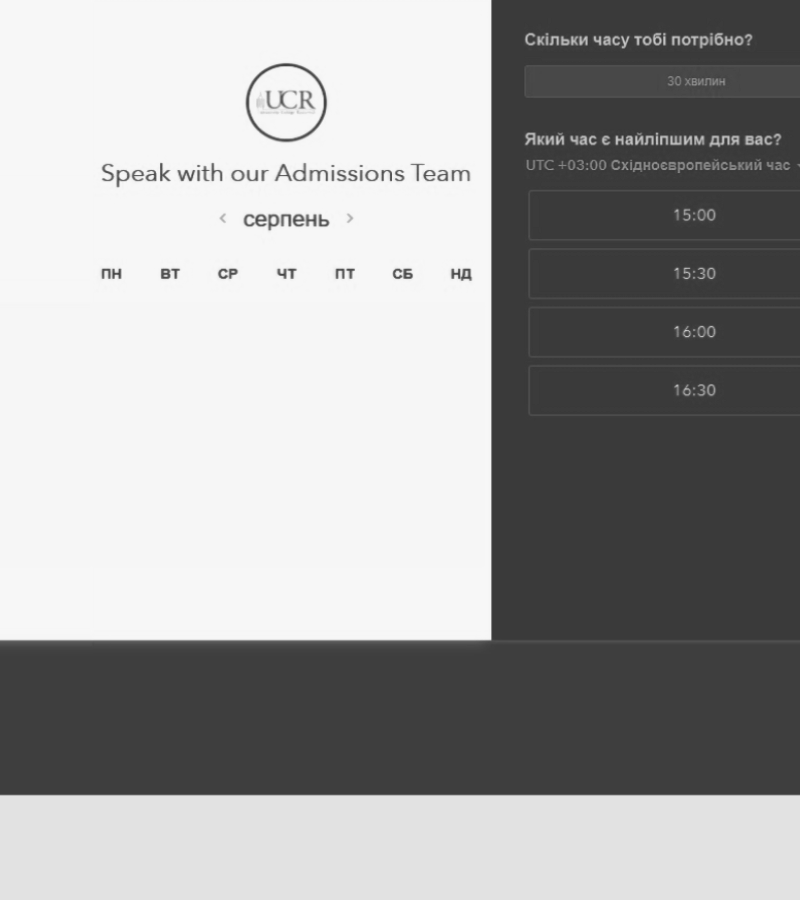 UCR
Speak with our Admissions Team
< серпень >
ПН ВТ СР ЧТ ПТ СБ НД
Скільки часу тобі потрібно?
30 хвилин
Який час є найліпшим для вас?
UTC +03:00 Східноєвропейський час
15:00
15:30
16:00
16:30